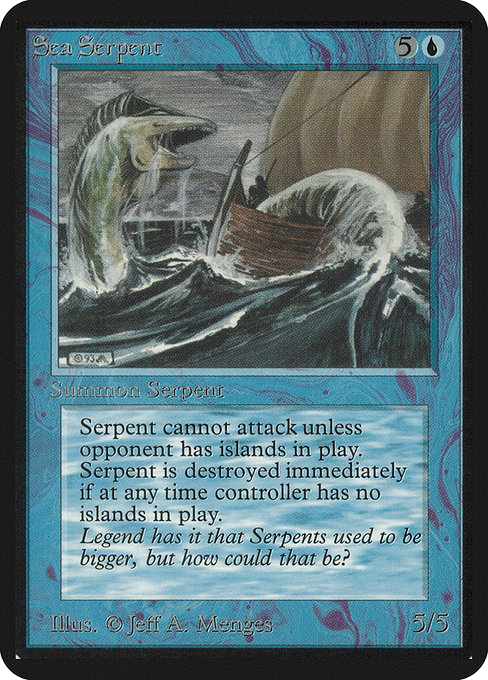 Sea Serpent 5
©93 JAM
Summon Serpent
Serpent cannot attack unless
opponent has islands in play.
Serpent is destroyed immediately
if at any time controller has no
islands in play.
Legend has it that Serpents used to be
bigger, but how could that be?
Illus. © Jeff A. Menges 5/5